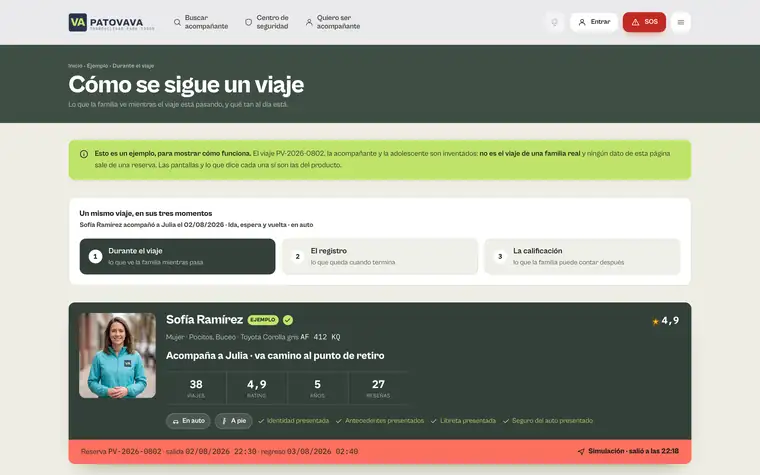 VA PATOVAVA
Buscar
acompañante
Centro de
seguridad
Quiero ser
acompañante
Entrar
SOS
Inicio › Ejemplo › Durante el viaje
Cómo se sigue un viaje
Lo que la familia ve mientras el viaje está pasando, y qué tan al día está.
Esto es un ejemplo, para mostrar cómo funciona. El viaje PV-2026-0802, la acompañante y la adolescente son inventados: no es el viaje de una familia real y ningún dato de esta página
sale de una reserva. Las pantallas y lo que dice cada una sí son las del producto.
Un mismo viaje, en sus tres momentos
Sofía Ramírez acompañó a Julia el 02/08/2026 · Ida, espera y vuelta · en auto
1 Durante el viaje
lo que ve la familia mientras pasa
2 El registro
lo que queda cuando termina
3 La calificación
lo que la familia puede contar después
Sofía Ramírez EJEMPLO
★ 4,9
Mujer · Pocitos, Buceo · Toyota Corolla gris AF 412 KQ
Acompaña a Julia · va camino al punto de retiro
38 4,9 5 27
VIAJES RATING AÑOS RESEÑAS
En auto A pie Identidad presentada Antecedentes presentados Libreta presentada Seguro del auto presentado
Reserva PV-2026-0802 · salida 02/08/2026 22:30 · regreso 03/08/2026 02:40
Simulación · salió a las 22:18
VA